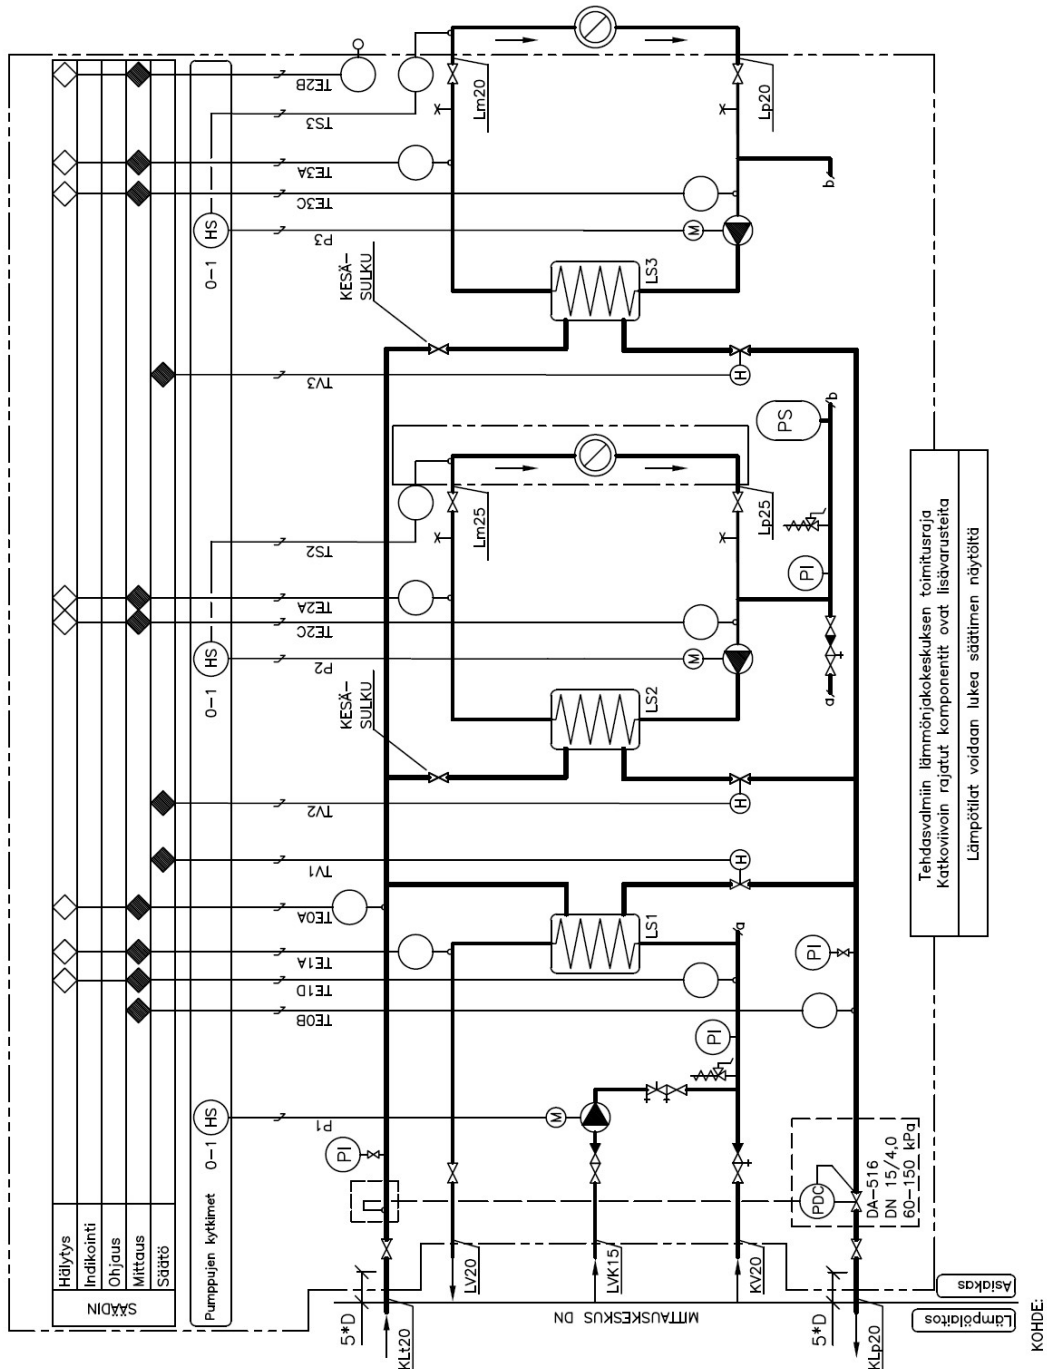 SÄÄDIN
Hälytys
Indikointi
Ohjaus
Mittaus
Säätö
Pumppujen kytkimet
0-1 HS
0-1 HS
0-1 HS
P1
TE0B
TE1D
TE1A
TE0A
TV1
TV2
P2
TE2C
TE2A
TS2
TV3
P3
TE3C
TE3A
TS3
TE2B
5*D
KLt20
PI
KESÄ-
SULKU
KESÄ-
SULKU
LV20
LVK15
KV20
M
PI
LS1
a
H
H
LS2
M
Lm25
Lp25
H
LS3
M
Lm20
Lp20
b
a
PI
PS
b
PI
PDC
DA-516
DN 15/4,0
60-150 kPa
5*D
KLp20
MITTAUSKESKUS DN
Lämpölaitos
Asiakas
Tehdasvalmiin lämmönjakokeskuksen toimitusraja
Katkoviivoin rajatut komponentit ovat lisävarusteita
Lämpötilat voidaan lukea säätimen näytöltä
KOHDE: